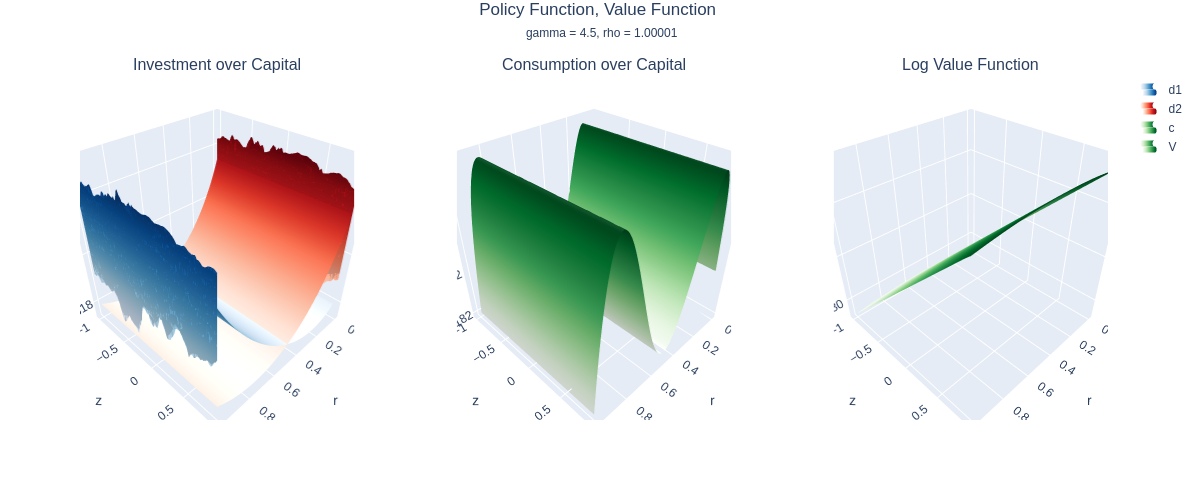 Policy Function, Value Function
gamma = 4.5, rho = 1.00001
Investment over Capital
Consumption over Capital
Log Value Function
d1
d2
c
V
−1
−0.5
0
0.5
z
0
0.2
0.4
0.6
0.8
r
−1
−0.5
0
0.5
z
0
0.2
0.4
0.6
0.8
r
−1
−0.5
0
0.5
z
0
0.2
0.4
0.6
0.8
r